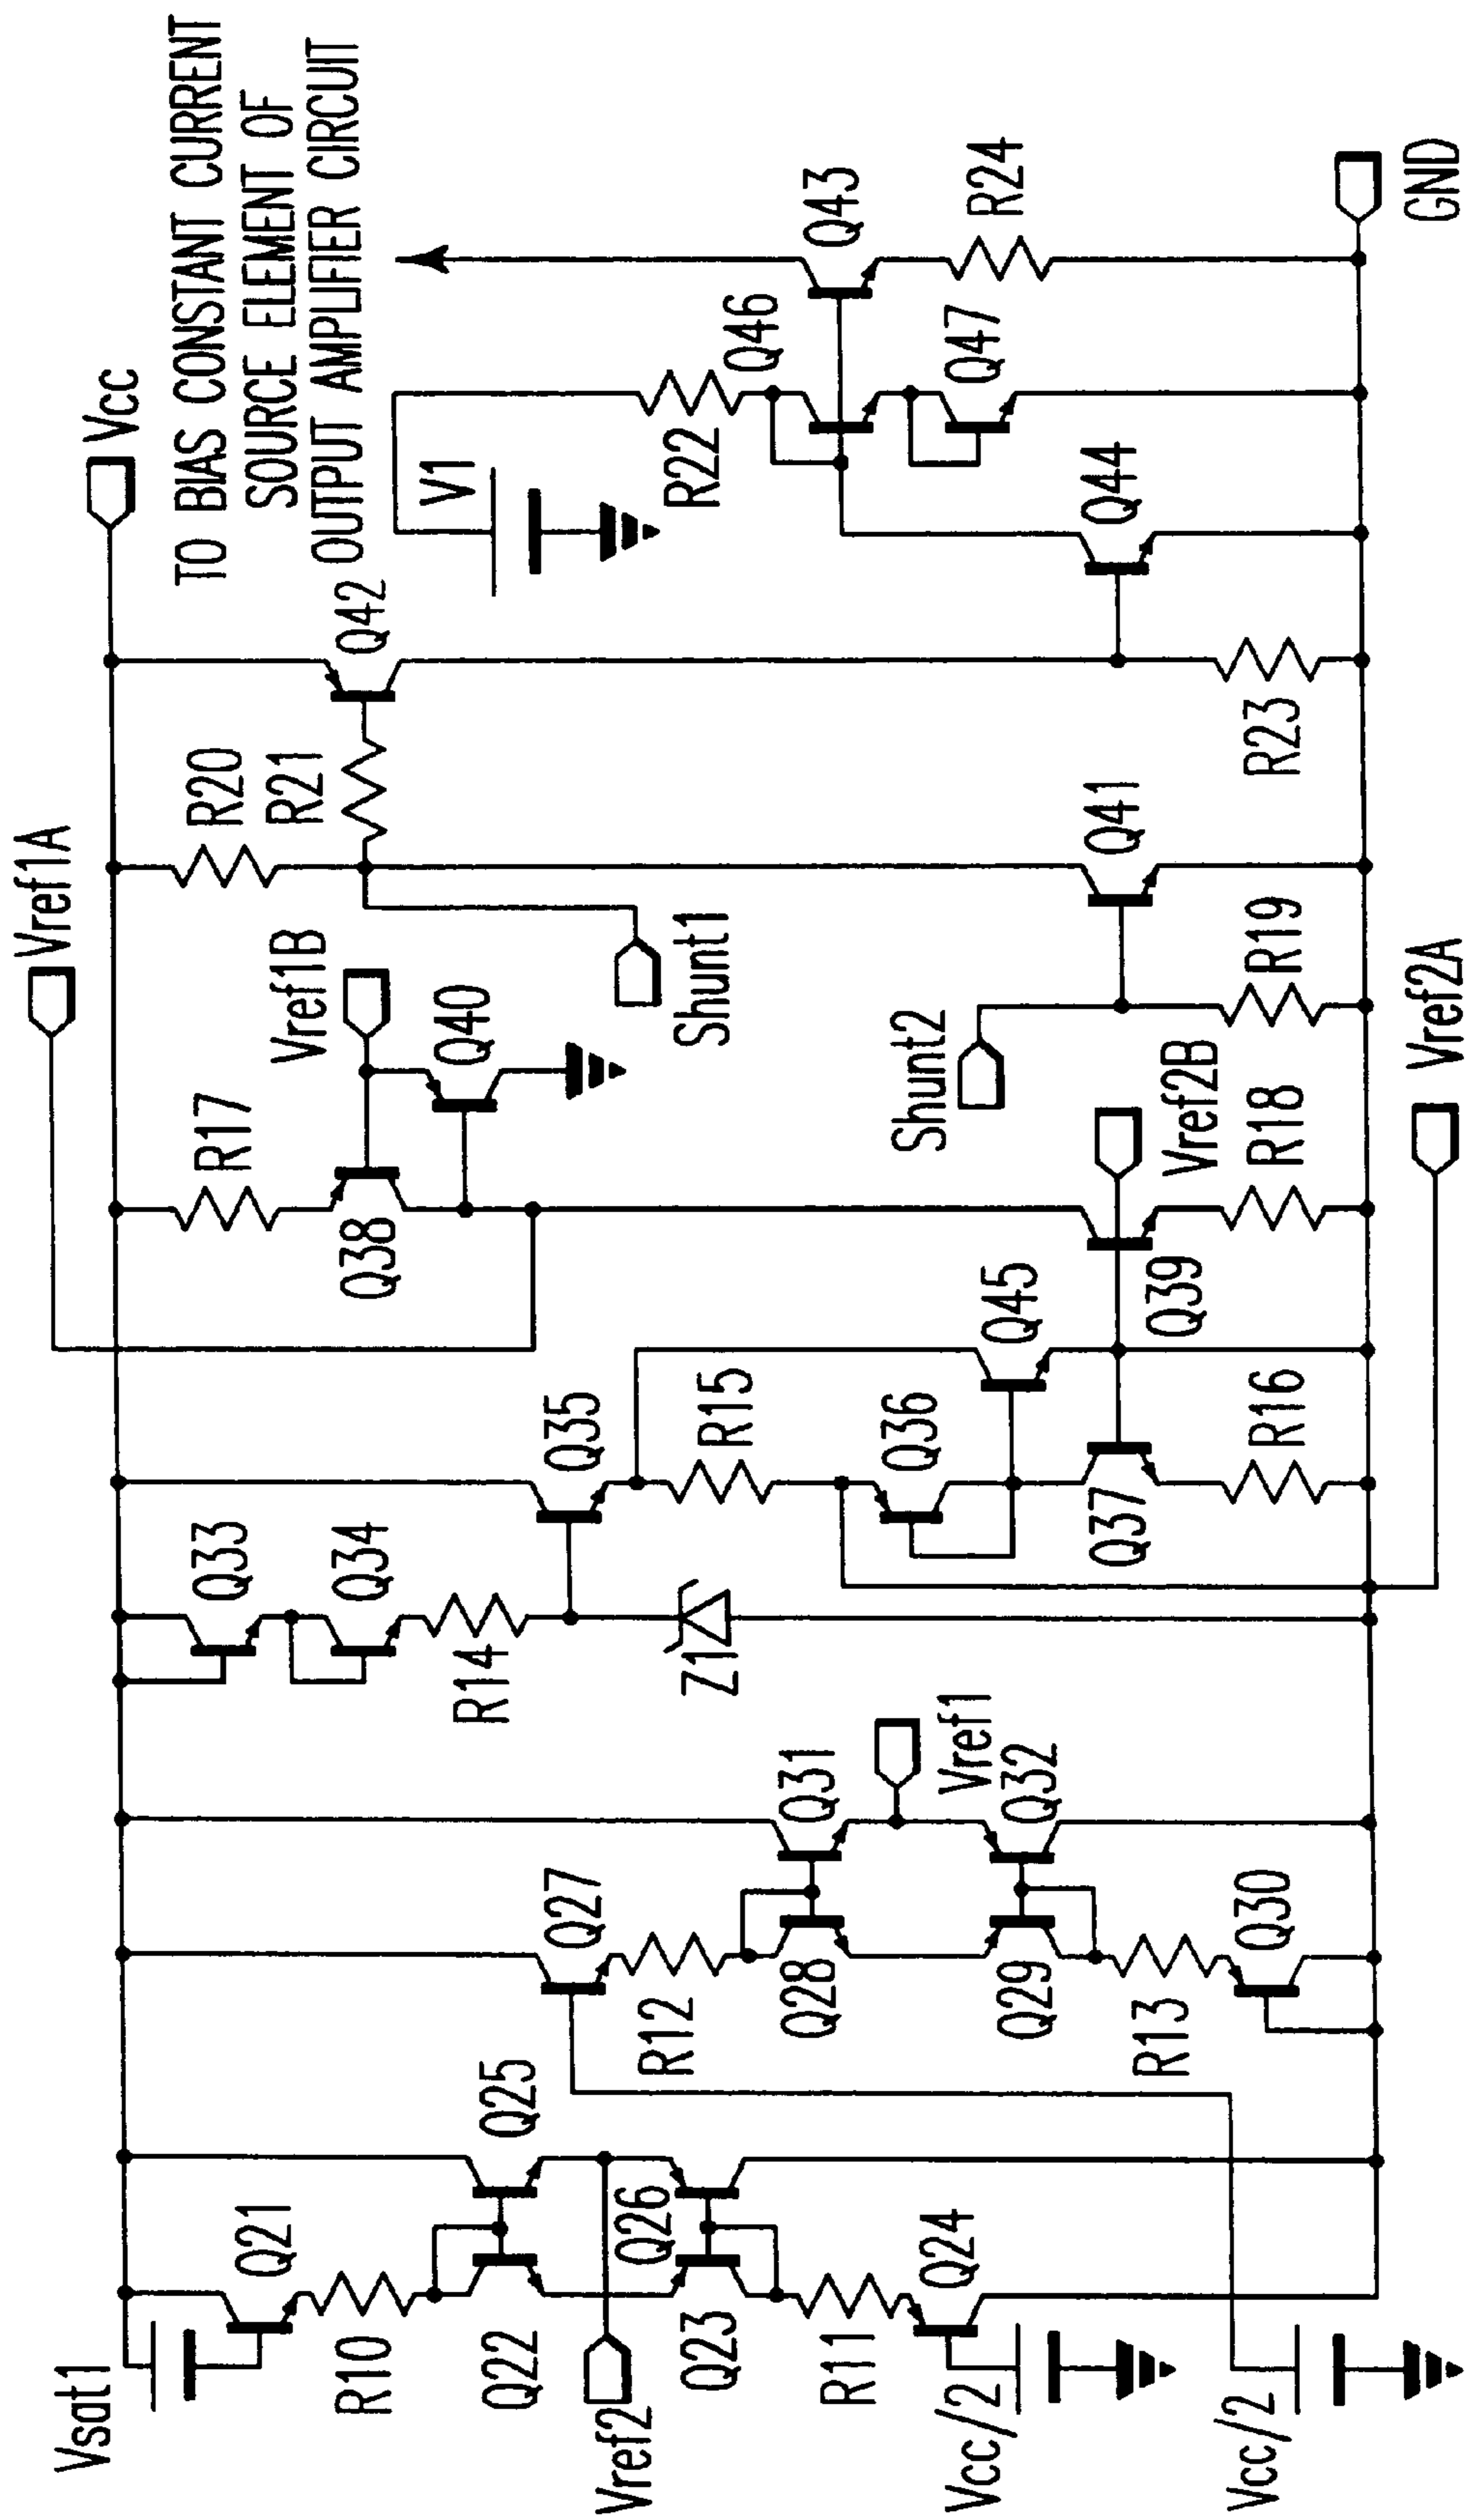 Vref1A
Vcc
TO BIAS CONSTANT CURRENT
SOURCE ELEMENT OF
OUTPUT AMPLIFIER CIRCUIT
Vsat1
Q21
R10
Q22
Q25
Vref2
Q26
Q23
R11
Q24
Vcc/2
Vcc/2
Q27
R12
Q28
Q31
Vref1
Q29
Q32
R13
Q30
Q33
Q34
R14
Z1
Q35
R15
Q36
Q45
Q37
R16
R17
Q38
Vref1B
Q40
Q39
Vref2B
R18
Vref2A
R20
R21
Shunt1
Shunt2
Q41
R19
Q42
R23
Q44
V1
R22
Q46
Q47
Q43
R24
GND